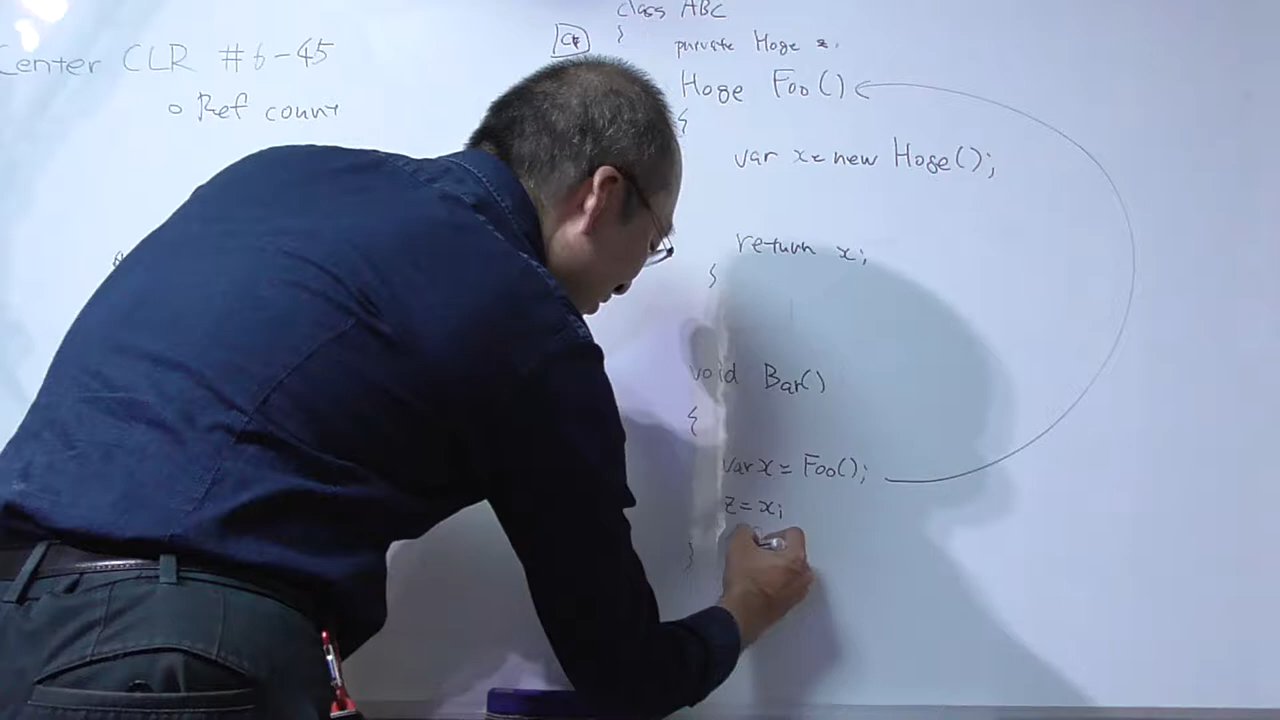 Center CLR #6-45
o Ref count
C#
class ABC
{
private Hoge z;
Hoge Foo()
{
var x = new Hoge();
return x;
}
void Bar()
{
var x = Foo();
z = x;
}